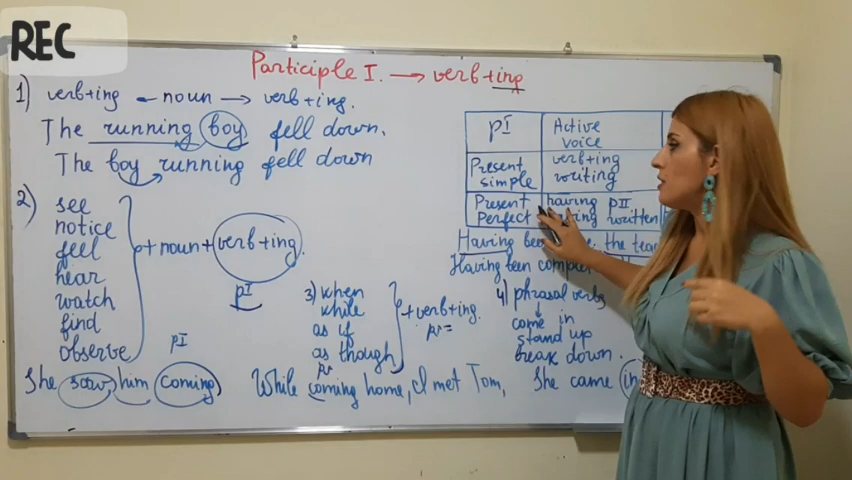 REC
Participle I. → verb+ing
1) verb+ing ← noun → verb+ing.
The running boy fell down.
The boy running fell down
2) see
notice
feel
hear
watch
find
observe
+ noun + verb+ing.
PI
PI
She saw him coming
3) when
while
as if
as though
+ verb+ing.
While coming home, I met Tom,
4) phrasal verbs
come in
stand up
break down.
She came in
PI
Active voice
Present simple
verb+ing
writing
Present Perfect
having PII
having written
Having been
the
Having been